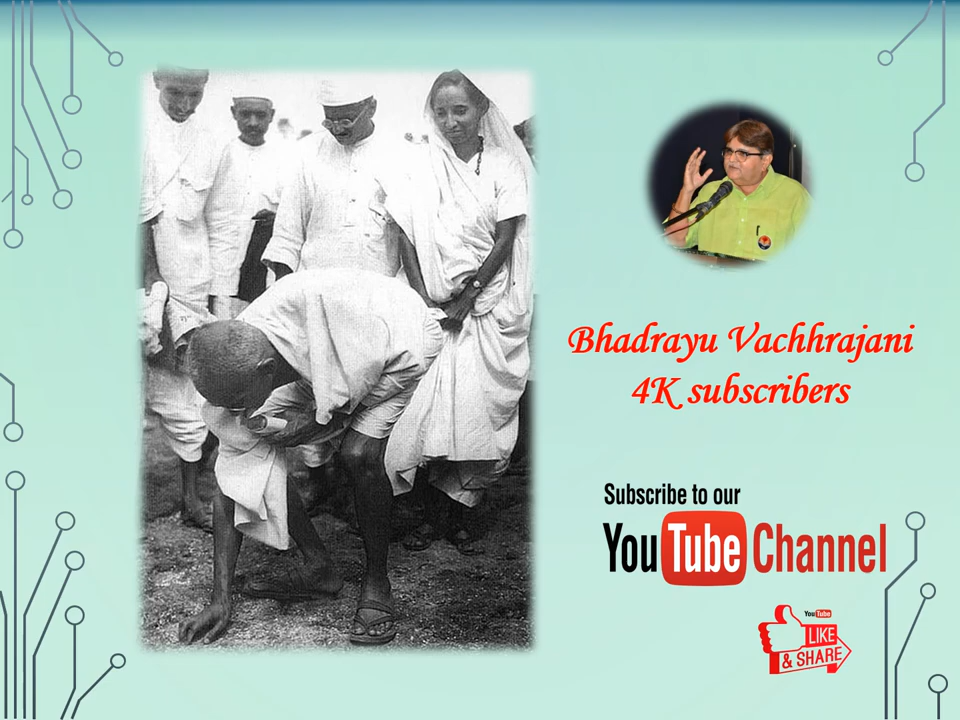 Bhadrayu Vachhrajani
4K subscribers
Subscribe to our
YouTube Channel
YouTube
LIKE
& SHARE